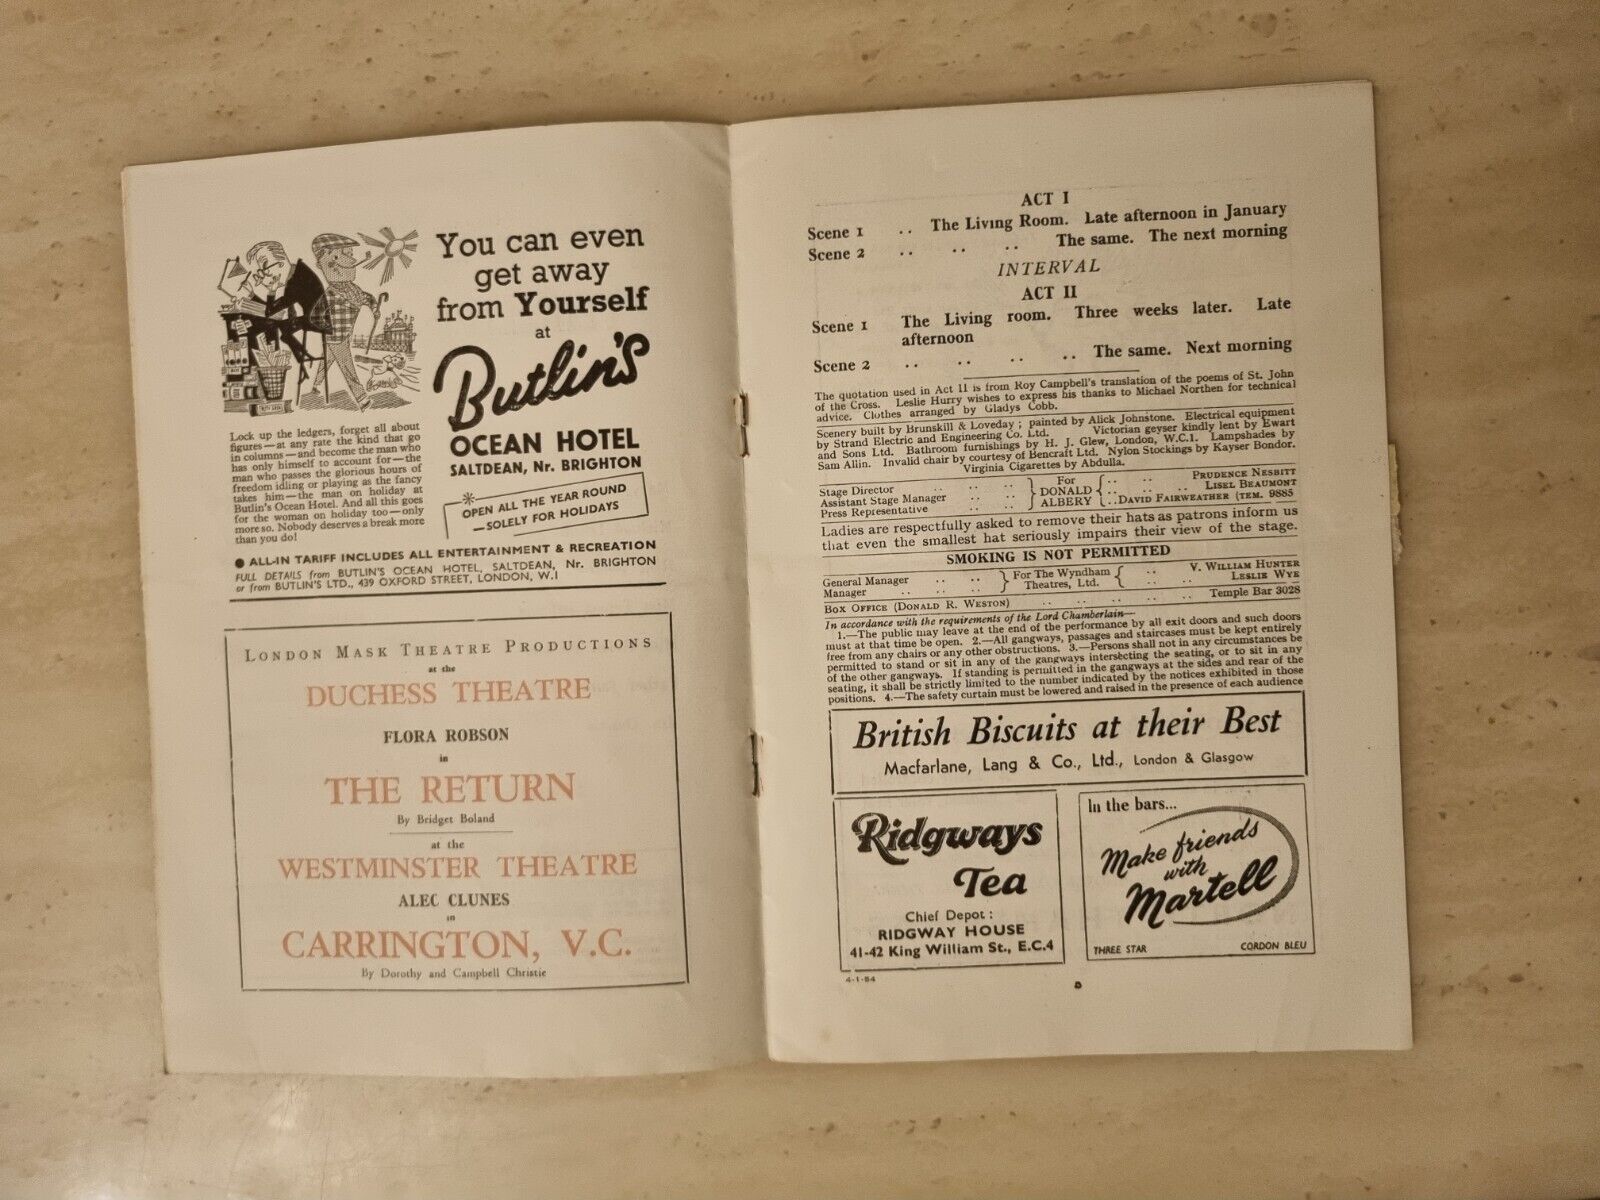 You can even
get away
from Yourself
at
Butlin's
OCEAN HOTEL
SALTDEAN, Nr. BRIGHTON
* OPEN ALL THE YEAR ROUND
—SOLELY FOR HOLIDAYS
Lock up the ledgers, forget all about
figures—at any rate the kind that go
in columns—and become the man who
has only himself to account for—the
man who passes the glorious hours of
freedom idling or playing as the fancy
takes him—the man on holiday at
Butlin's Ocean Hotel. And all this goes
for the woman on holiday too—only
more so. Nobody deserves a break more
than you do!
● ALL-IN TARIFF INCLUDES ALL ENTERTAINMENT & RECREATION
FULL DETAILS from BUTLIN'S OCEAN HOTEL, SALTDEAN, Nr. BRIGHTON
or from BUTLIN'S LTD., 439 OXFORD STREET, LONDON, W.1
LONDON MASK THEATRE PRODUCTIONS
at the
DUCHESS THEATRE
FLORA ROBSON
in
THE RETURN
By Bridget Boland
at the
WESTMINSTER THEATRE
ALEC CLUNES
in
CARRINGTON, V.C.
By Dorothy and Campbell Christie
ACT I
Scene 1 .. The Living Room. Late afternoon in January
Scene 2 .. .. .. The same. The next morning
INTERVAL
ACT II
Scene 1 The Living room. Three weeks later. Late
afternoon
Scene 2 .. .. .. .. The same. Next morning
The quotation used in Act II is from Roy Campbell's translation of the poems of St. John
of the Cross. Leslie Hurry wishes to express his thanks to Michael Northen for technical
advice. Clothes arranged by Gladys Cobb.
Scenery built by Brunskill & Loveday ; painted by Alick Johnstone. Electrical equipment
by Strand Electric and Engineering Co. Ltd. Victorian geyser kindly lent by Ewart
and Sons Ltd. Bathroom furnishings by H. J. Glew, London, W.C.1. Lampshades by
Sam Allin. Invalid chair by courtesy of Bencraft Ltd. Nylon Stockings by Kayser Bondor.
Virginia Cigarettes by Abdulla.
Stage Director .. .. .. } For { PRUDENCE NESBITT
Assistant Stage Manager .. .. } DONALD { .. .. .. LISEL BEAUMONT
Press Representative .. .. } ALBERY { .. DAVID FAIRWEATHER (TEM. 9885
Ladies are respectfully asked to remove their hats as patrons inform us
that even the smallest hat seriously impairs their view of the stage.
SMOKING IS NOT PERMITTED
General Manager .. .. } For The Wyndham { .. V. WILLIAM HUNTER
Manager .. .. .. } Theatres, Ltd. { .. .. LESLIE WYE
BOX OFFICE (DONALD R. WESTON) .. .. .. .. .. Temple Bar 3028
In accordance with the requirements of the Lord Chamberlain—
1.—The public may leave at the end of the performance by all exit doors and such doors
must at that time be open. 2.—All gangways, passages and staircases must be kept entirely
free from any chairs or any other obstructions. 3.—Persons shall not in any circumstances be
permitted to stand or sit in any of the gangways intersecting the seating, or to sit in any
of the other gangways. If standing is permitted in the gangways at the sides and rear of the
seating, it shall be strictly limited to the number indicated by the notices exhibited in those
positions. 4.—The safety curtain must be lowered and raised in the presence of each audience
British Biscuits at their Best
Macfarlane, Lang & Co., Ltd., London & Glasgow
Ridgways
Tea
Chief Depot :
RIDGWAY HOUSE
41-42 King William St., E.C.4
In the bars...
Make friends
with
Martell
THREE STAR CORDON BLEU
4-1-54